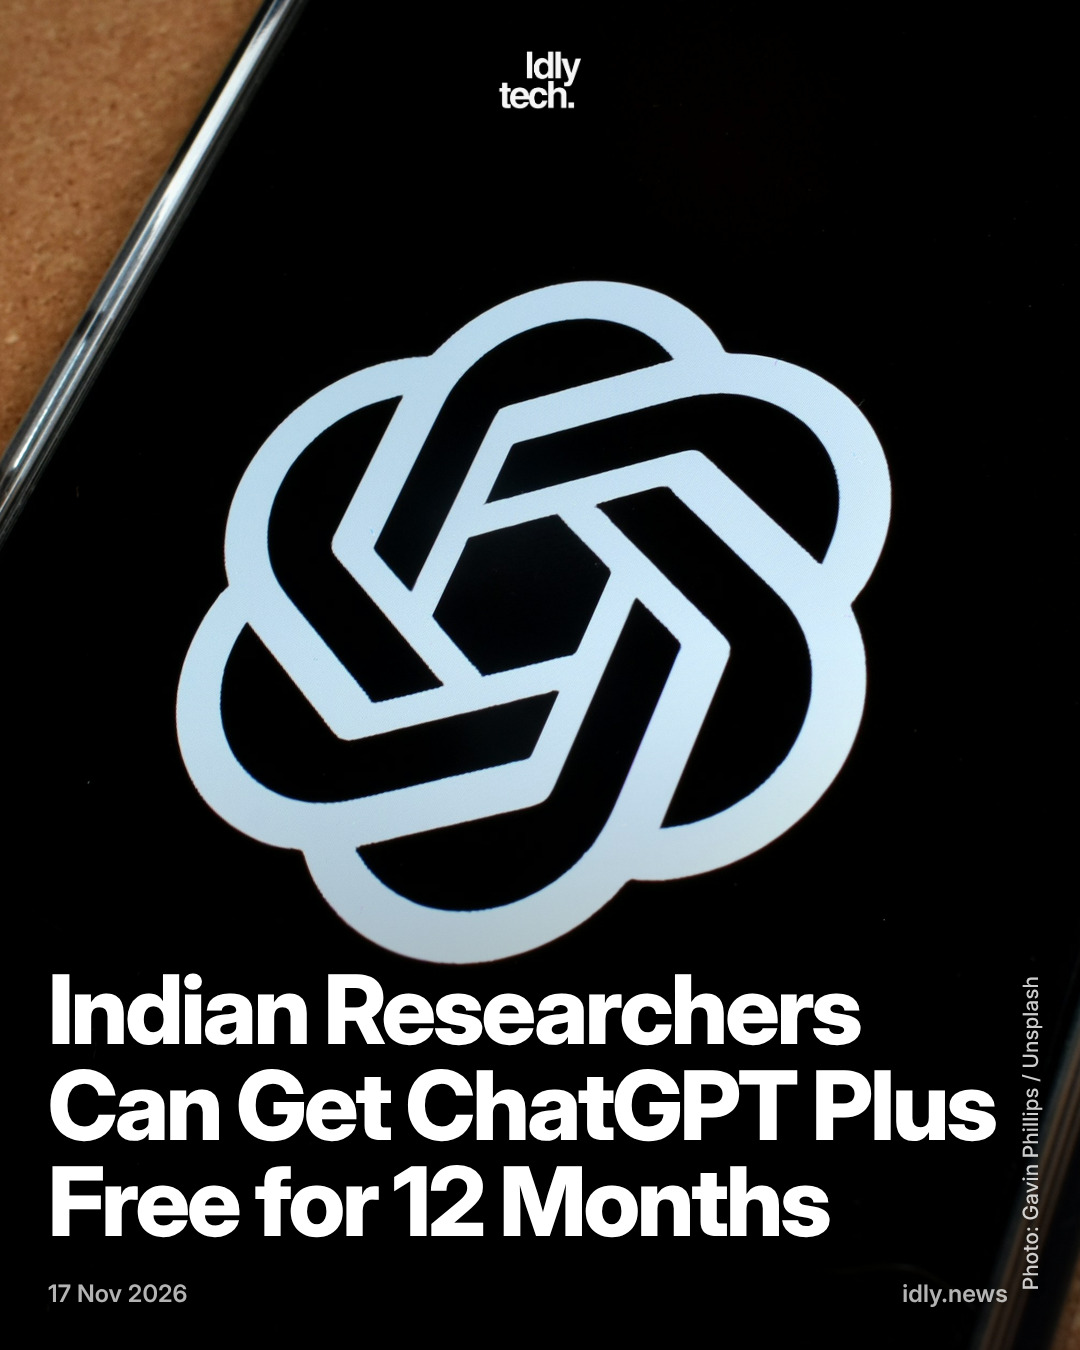 Idly
tech.
Indian Researchers
Can Get ChatGPT Plus
Free for 12 Months
Photo: Gavin Phillips / Unsplash
17 Nov 2026
idly.news